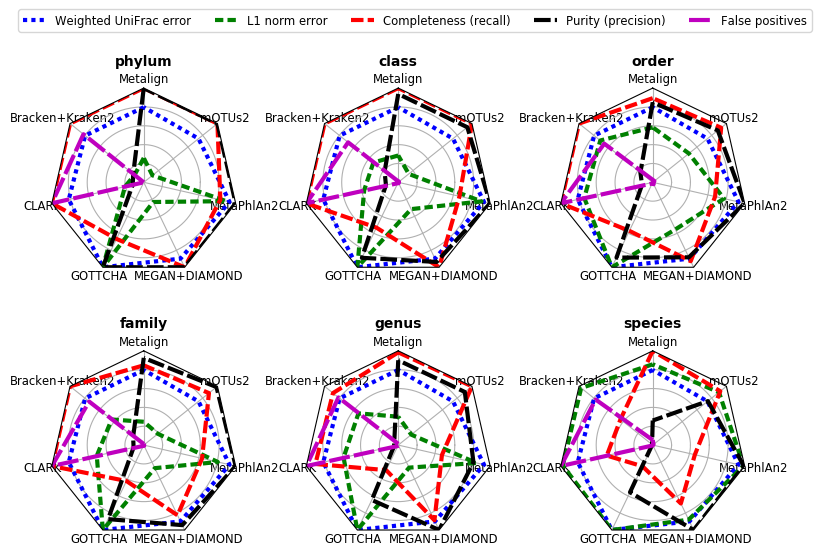 Weighted UniFrac error L1 norm error Completeness (recall) Purity (precision) False positives
phylum class order
Metalign Metalign Metalign
Bracken+Kraken2 mOTUs2 Bracken+Kraken2 mOTUs2 Bracken+Kraken2 mOTUs2
CLARK MetaPhlAn2 CLARK MetaPhlAn2 CLARK MetaPhlAn2
GOTTCHA MEGAN+DIAMOND GOTTCHA MEGAN+DIAMOND GOTTCHA MEGAN+DIAMOND
family genus species
Metalign Metalign Metalign
Bracken+Kraken2 mOTUs2 Bracken+Kraken2 mOTUs2 Bracken+Kraken2 mOTUs2
CLARK MetaPhlAn2 CLARK MetaPhlAn2 CLARK MetaPhlAn2
GOTTCHA MEGAN+DIAMOND GOTTCHA MEGAN+DIAMOND GOTTCHA MEGAN+DIAMOND